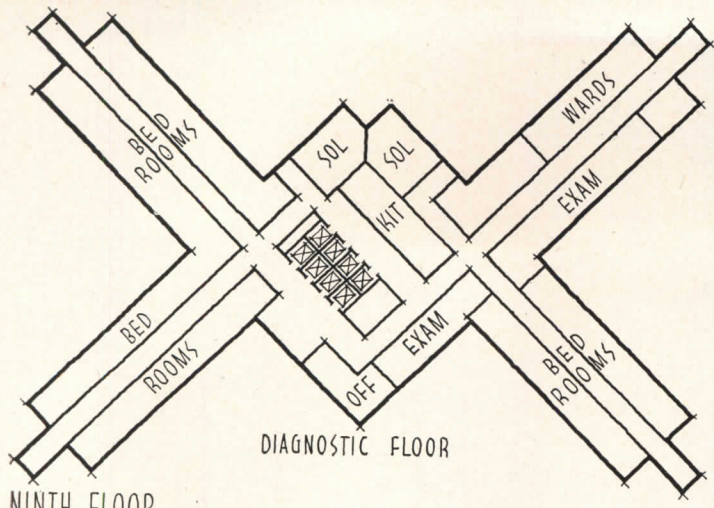 BED
ROOMS
SOL
SOL
KIT
WARDS
EXAM
BED
ROOMS
EXAM
OFF
BED
ROOMS
DIAGNOSTIC FLOOR
NINTH FLOOR